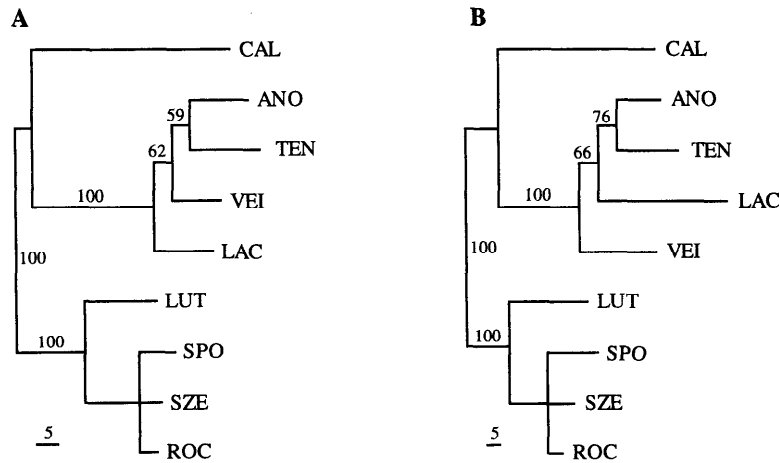 A
CAL
59
ANO
62
TEN
100
VEI
LAC
100
LUT
100
SPO
SZE
5
ROC
B
CAL
76
ANO
66
TEN
100
LAC
VEI
100
LUT
100
SPO
SZE
5
ROC